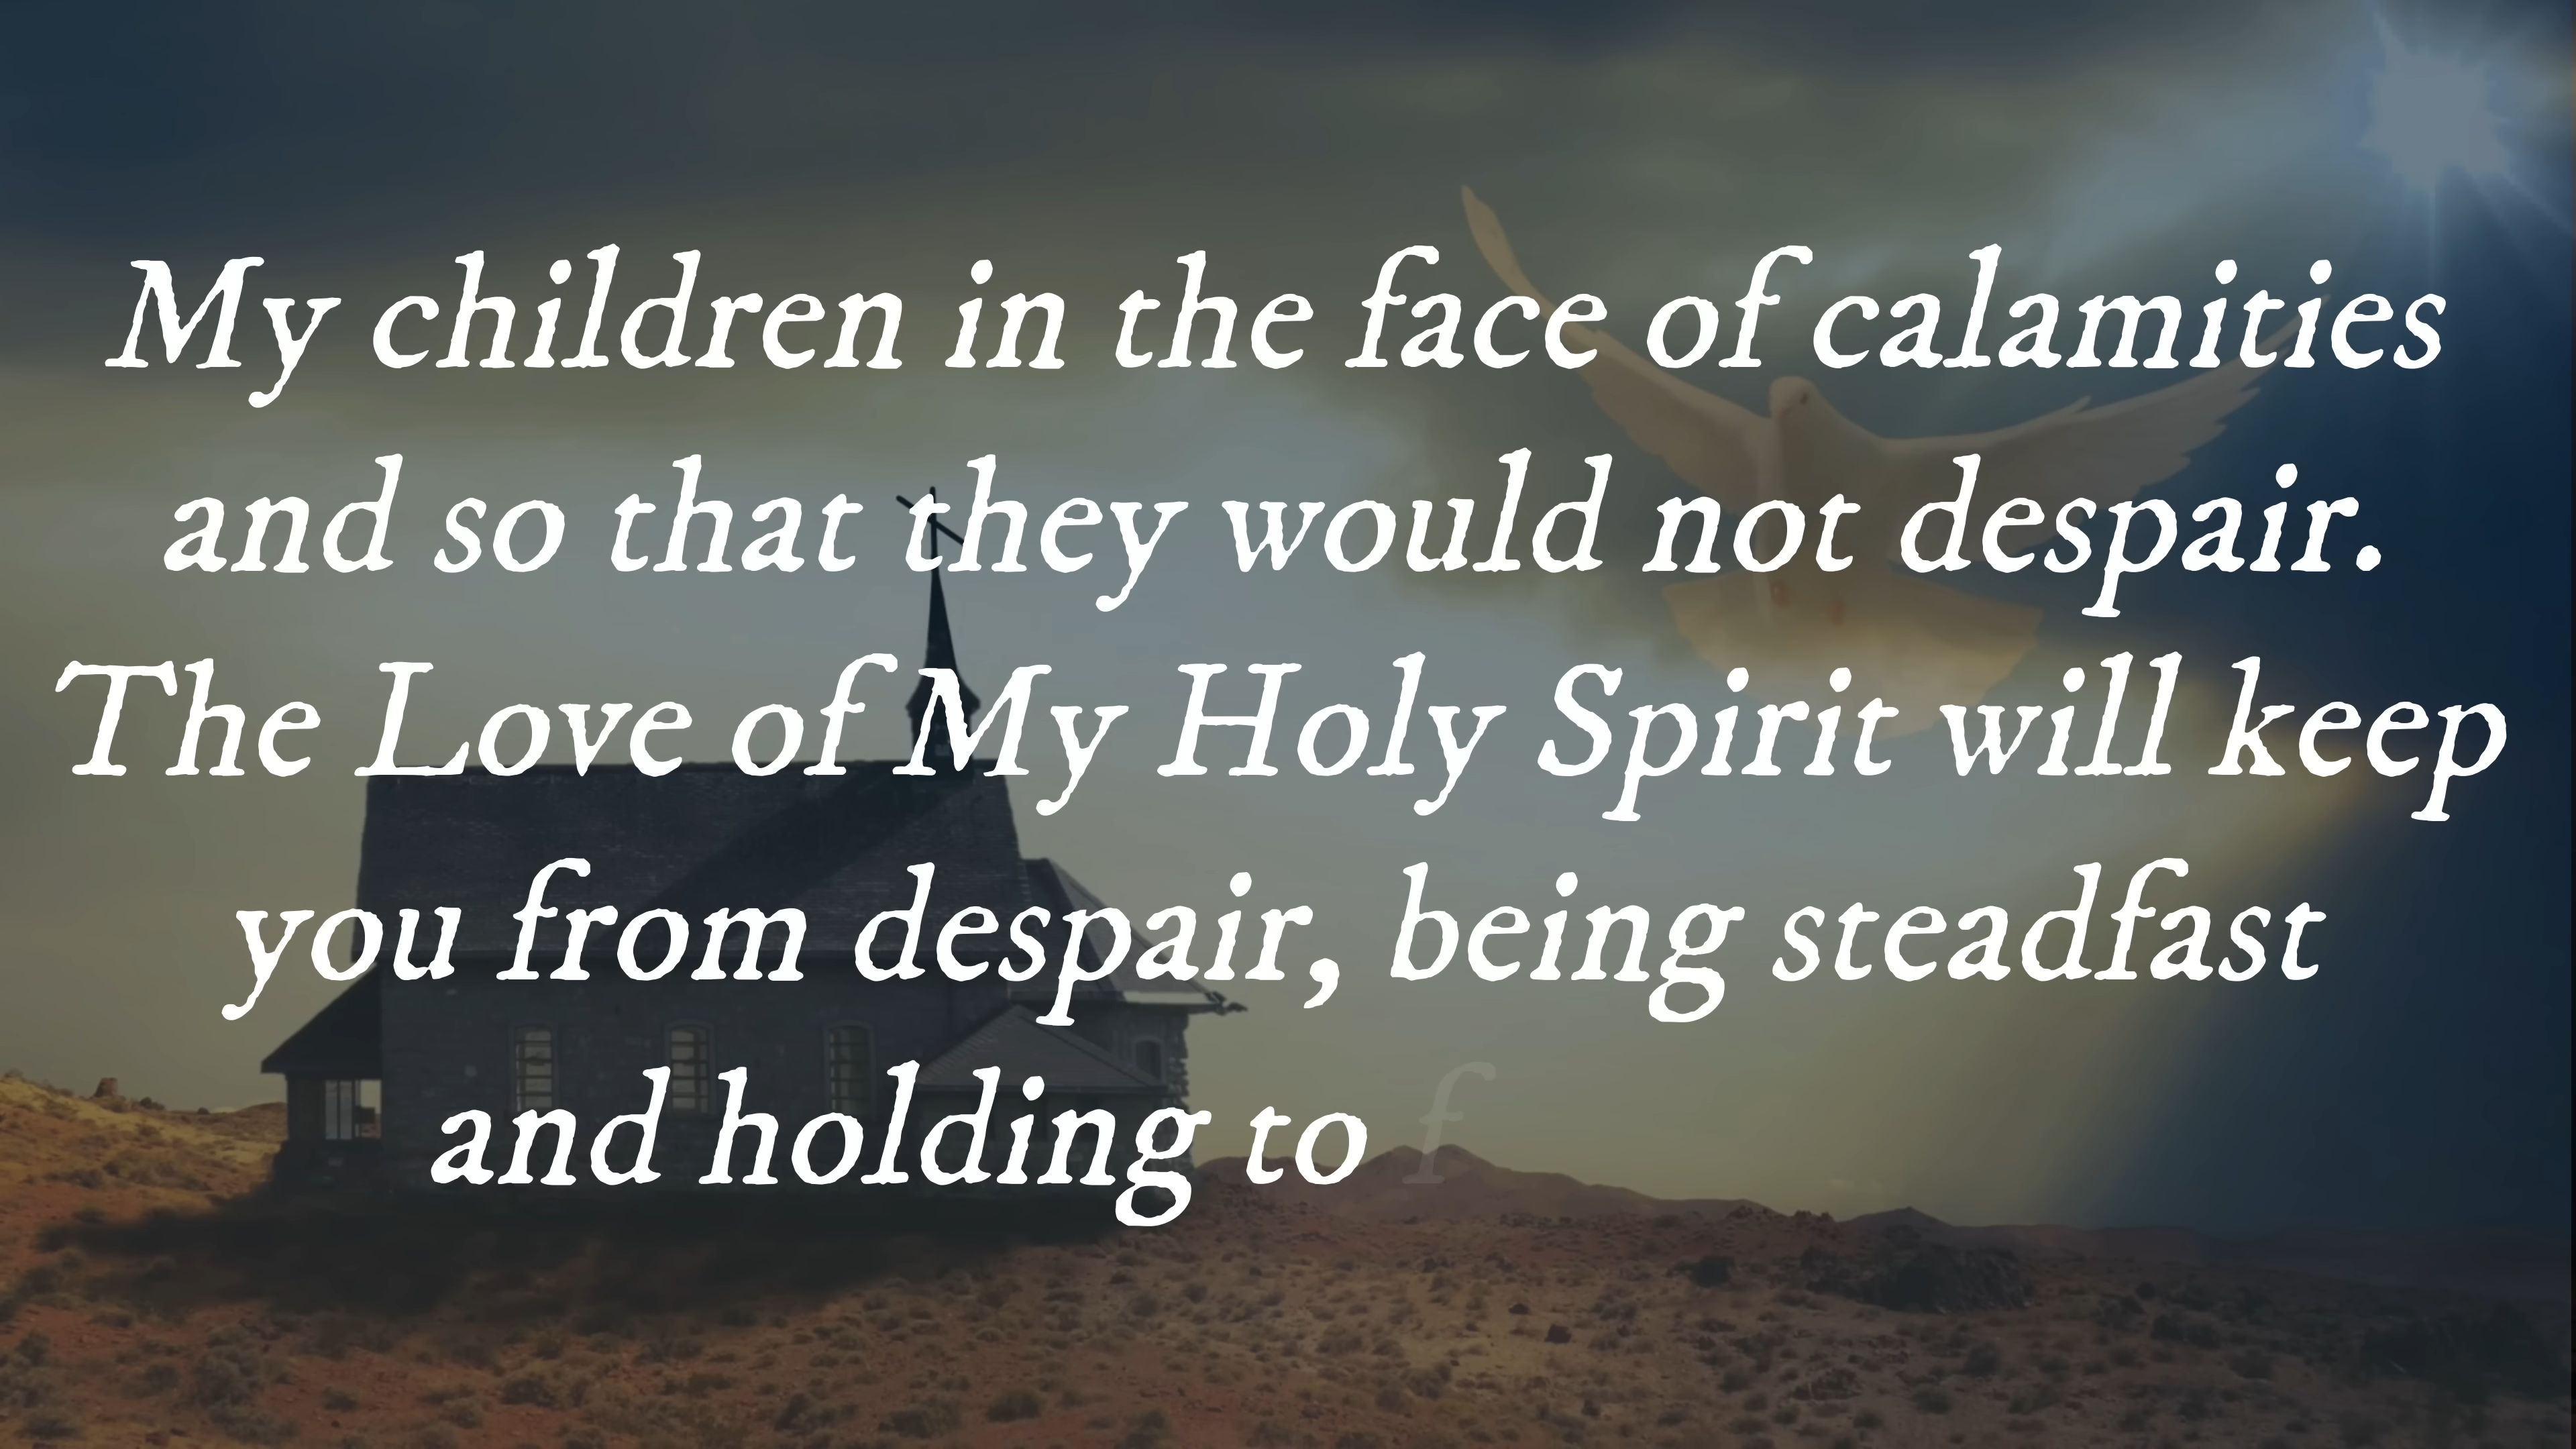 My children in the face of calamities
and so that they would not despair.
The Love of My Holy Spirit will keep
you from despair, being steadfast
and holding to f